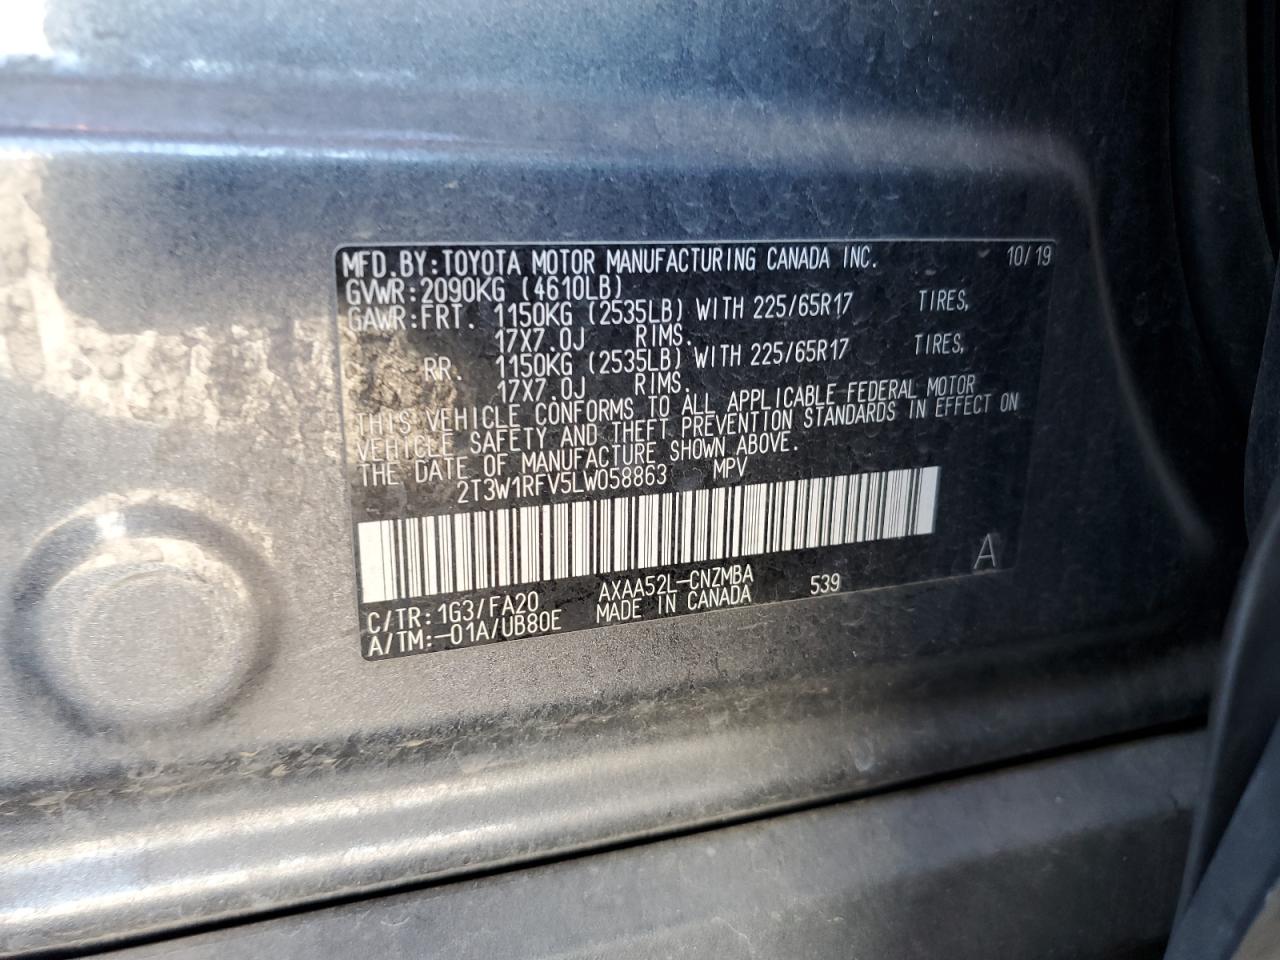 MFD.BY:TOYOTA MOTOR MANUFACTURING CANADA INC. 10/19
GVWR:2090KG (4610LB)
GAWR:FRT. 1150KG (2535LB) WITH 225/65R17 TIRES,
17X7.0J RIMS.
RR. 1150KG (2535LB) WITH 225/65R17 TIRES,
17X7.0J RIMS.
THIS VEHICLE CONFORMS TO ALL APPLICABLE FEDERAL MOTOR
VEHICLE SAFETY AND THEFT PREVENTION STANDARDS IN EFFECT ON
THE DATE OF MANUFACTURE SHOWN ABOVE.
2T3W1RFV5LW058863 MPV
A
C/TR:1G3/FA20 AXAA52L-CNZMBA 539
A/TM:-01A/UB80E MADE IN CANADA